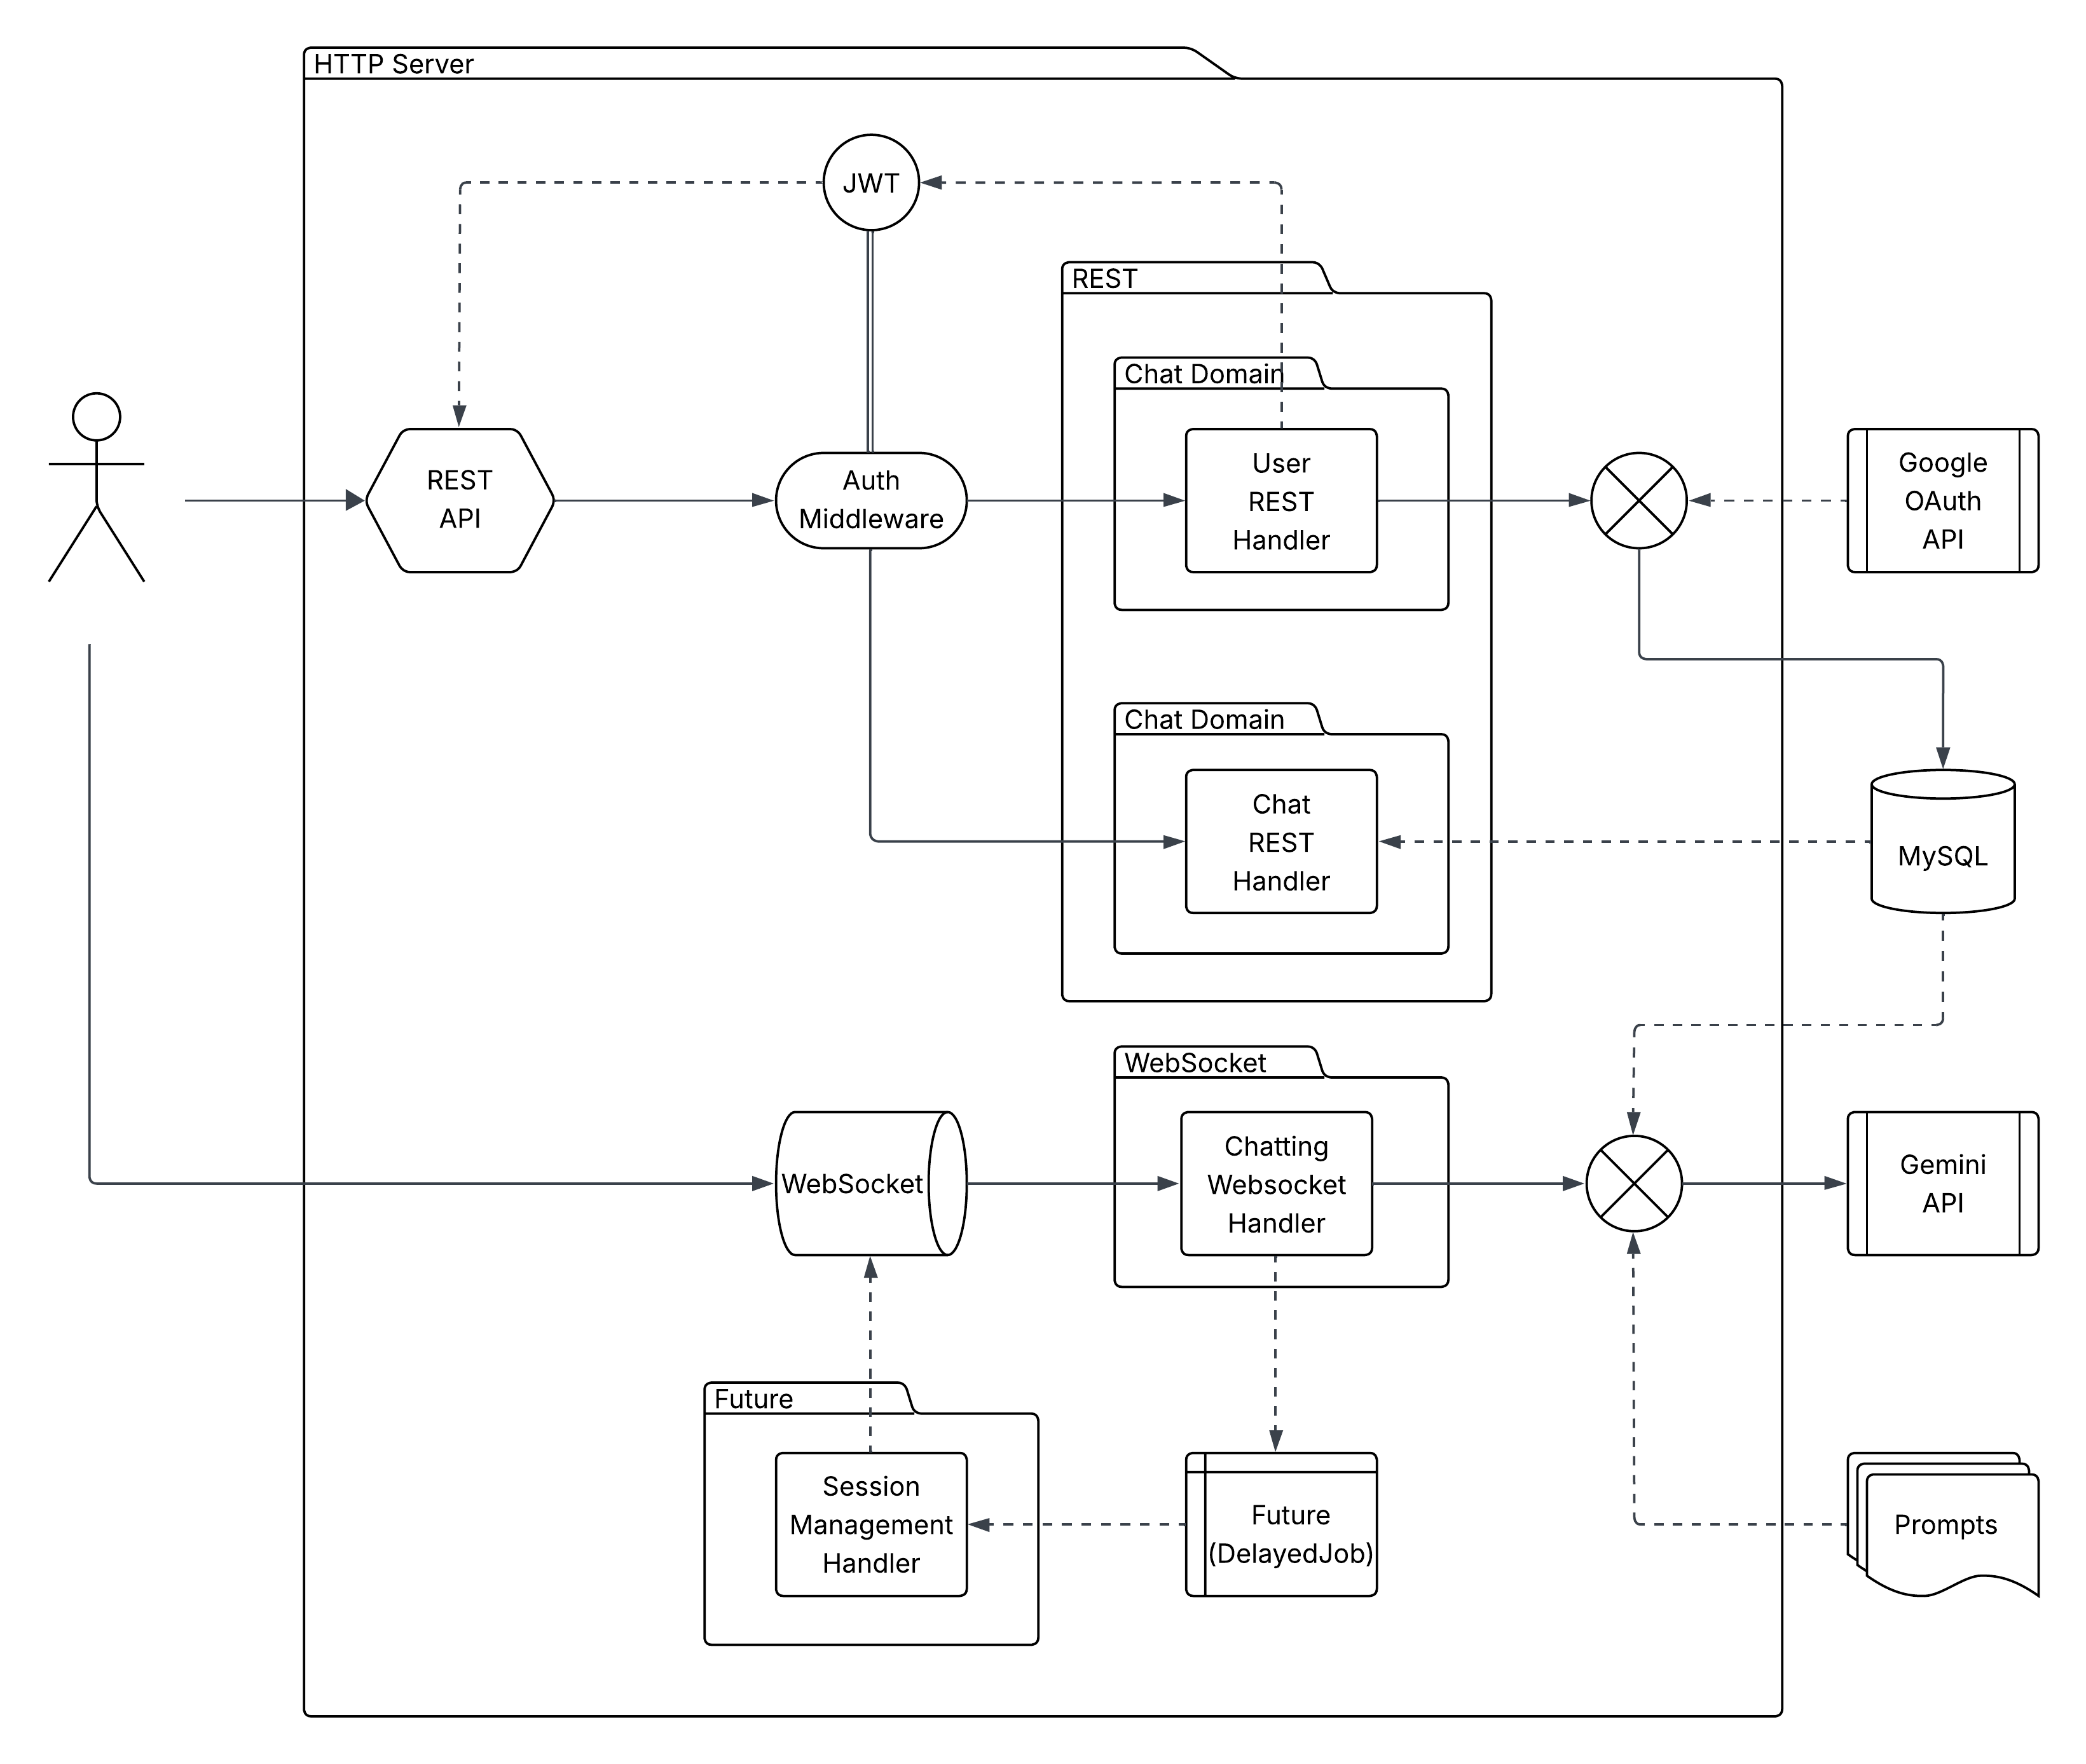 HTTP Server
JWT
REST
Chat Domain
REST
API
Auth
Middleware
User
REST
Handler
Google
OAuth
API
Chat Domain
Chat
REST
Handler
MySQL
WebSocket
WebSocket
Chatting
Websocket
Handler
Gemini
API
Future
Session
Management
Handler
Future
(DelayedJob)
Prompts